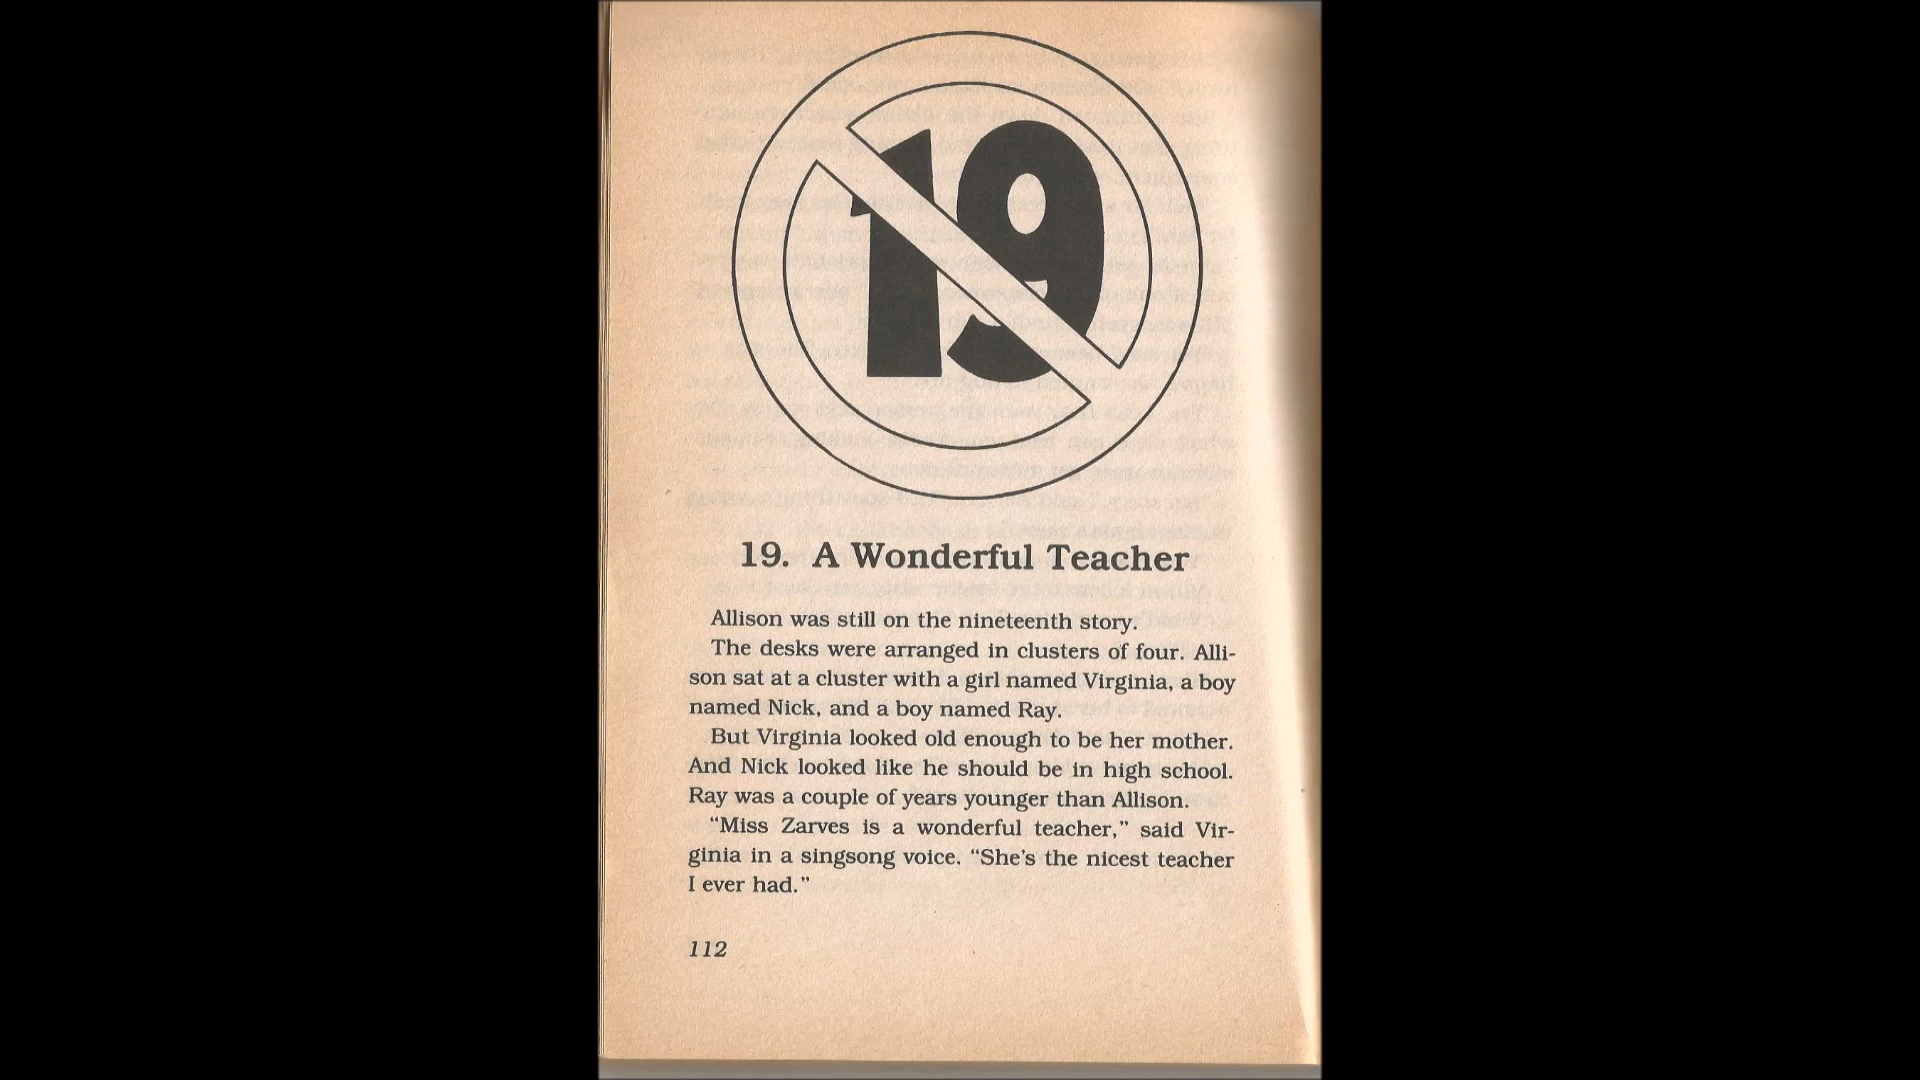 19
19. A Wonderful Teacher
Allison was still on the nineteenth story.
The desks were arranged in clusters of four. Alli-
son sat at a cluster with a girl named Virginia, a boy
named Nick, and a boy named Ray.
But Virginia looked old enough to be her mother.
And Nick looked like he should be in high school.
Ray was a couple of years younger than Allison.
“Miss Zarves is a wonderful teacher,” said Vir-
ginia in a singsong voice. “She’s the nicest teacher
I ever had.”
112